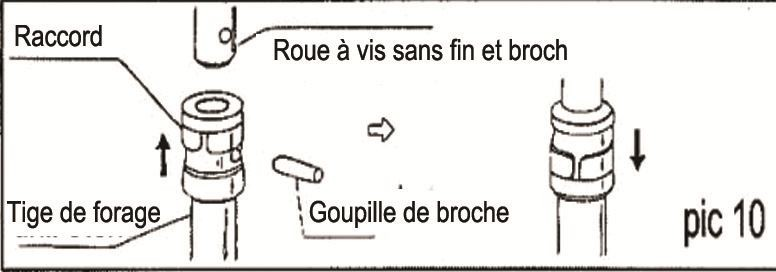 Raccord
Roue à vis sans fin et broch
Tige de forage
Goupille de broche
pic 10